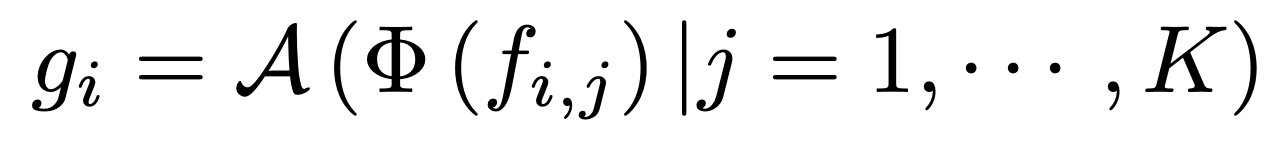 $g_i = \mathcal{A}\left(\Phi\left(f_{i,j}\right) | j = 1, \cdots, K\right)$